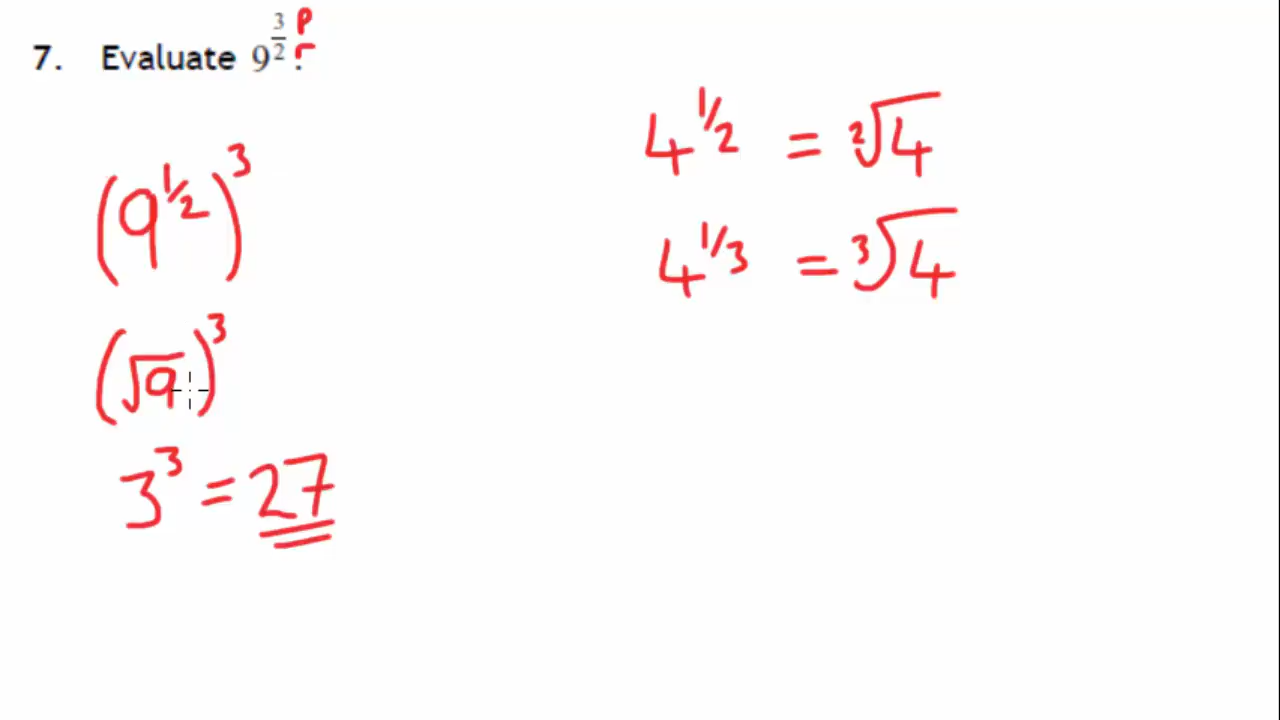 7. Evaluate 9^(3/2). p r
(9^(1/2))^3
(√9)^3
3^3 = 27
4^(1/2) = ²√4
4^(1/3) = ³√4